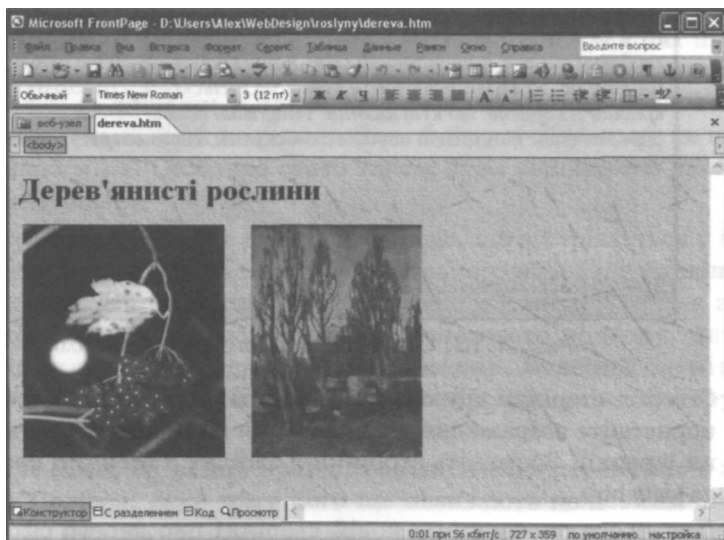 Microsoft FrontPage - D:\Users\Alex\WebDesign\roslyny\dereva.htm
Файл Правка Вид Вставка Формат Сервис Таблица Данные Рамки Окно Справка Введите вопрос
Обычный Times New Roman 3 (12 пт) Ж К Ч
веб-узел dereva.htm
<body>
Дерев'янисті рослини
Конструктор С разделением Код Просмотр
0:01 при 56 кбит/с 727 x 359 по умолчанию настройка